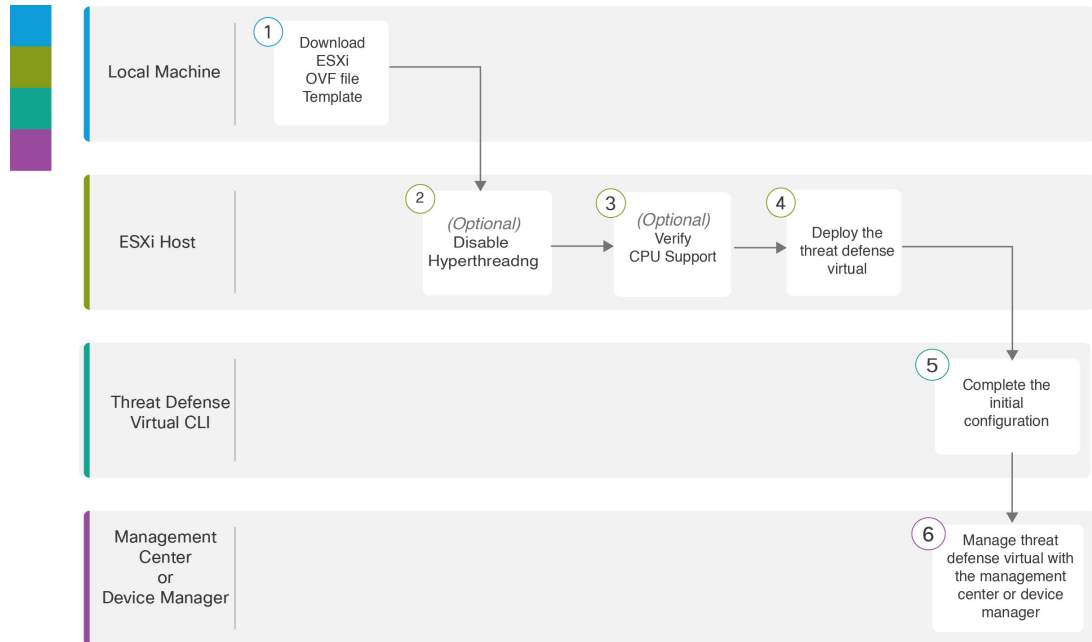 Local Machine
1
Download
ESXi
OVF file
Template
ESXi Host
2
(Optional)
Disable
Hyperthreadng
3
(Optional)
Verify
CPU Support
4
Deploy the
threat defense
virtual
Threat Defense
Virtual CLI
5
Complete the
initial
configuration
Management
Center
or
Device Manager
6
Manage threat
defense virtual with
the management
center or device
manager